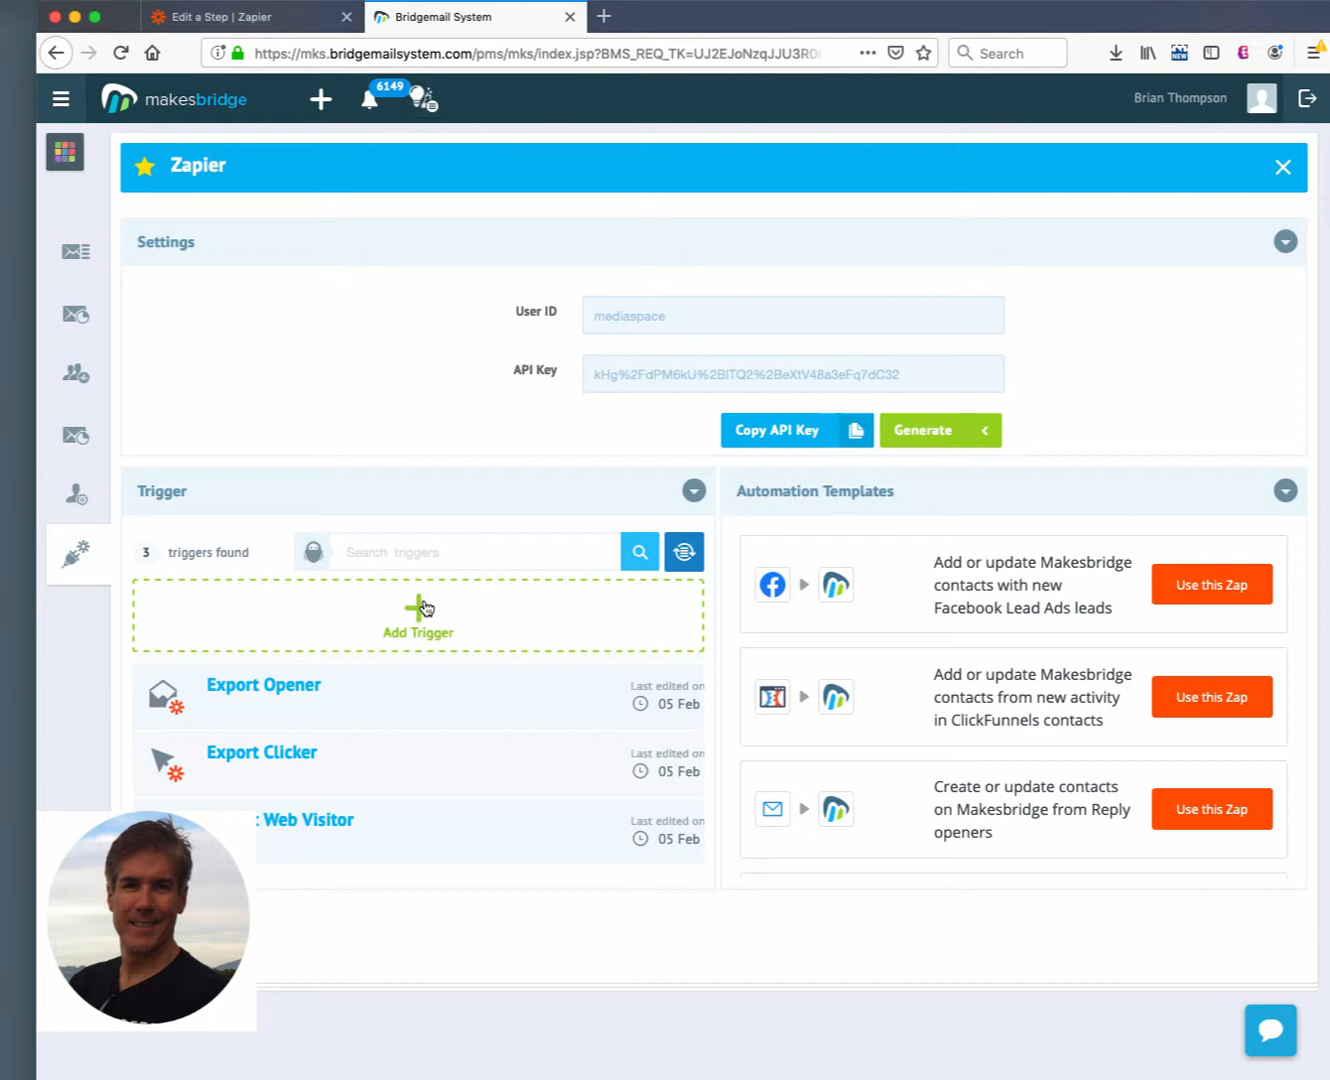 Edit a Step | Zapier
Bridgemail System
https://mks.bridgemailsystem.com/pms/mks/index.jsp?BMS_REQ_TK=UJ2EJoNzqJJU3R0
Search
makesbridge
6149
Brian Thompson
Zapier
Settings
User ID
mediaspace
API Key
kHg%2FdPM6kU%2BITQ2%2BeXtV48a3eFq7dC32
Copy API Key
Generate
Trigger
3 triggers found
Search triggers
Add Trigger
Export Opener
Last edited on
05 Feb
Export Clicker
Last edited on
05 Feb
Web Visitor
Last edited on
05 Feb
Automation Templates
Add or update Makesbridge
contacts with new
Facebook Lead Ads leads
Use this Zap
Add or update Makesbridge
contacts from new activity
in ClickFunnels contacts
Use this Zap
Create or update contacts
on Makesbridge from Reply
openers
Use this Zap